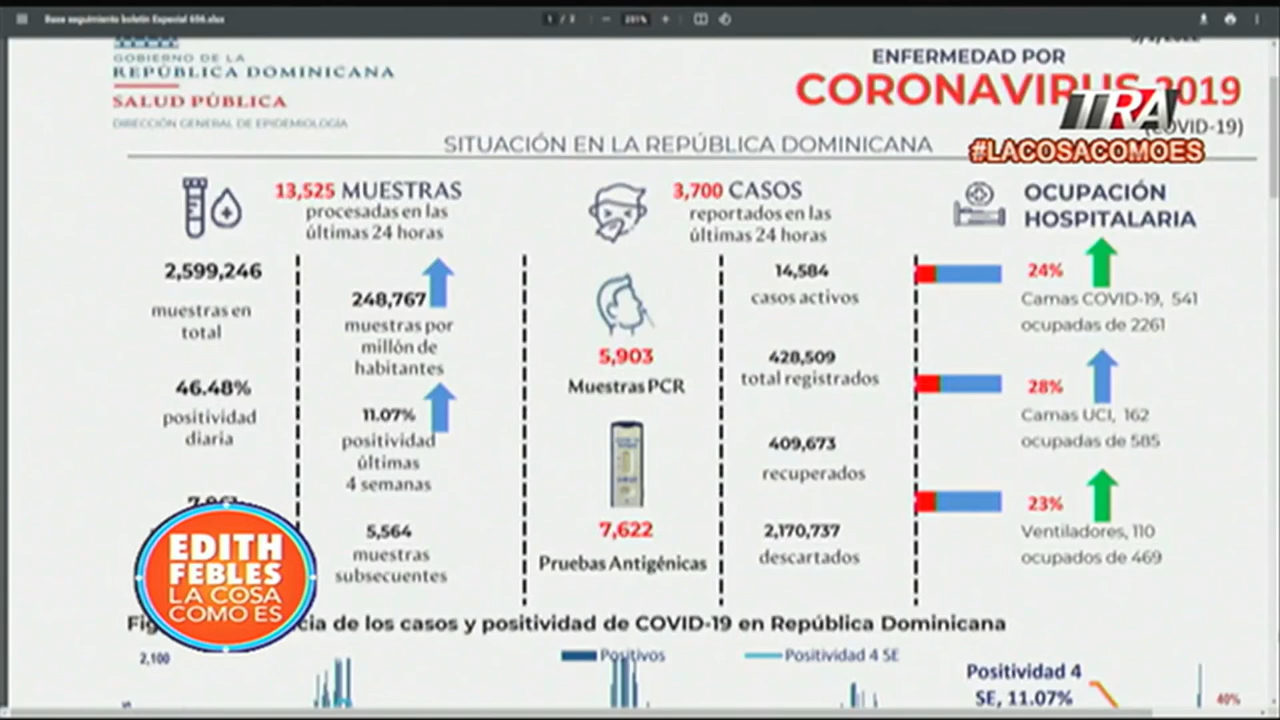 Base seguimiento boletin Especial 656.xlsx
1 / 3
201%
GOBIERNO DE LA
REPÚBLICA DOMINICANA
SALUD PÚBLICA
DIRECCIÓN GENERAL DE EPIDEMIOLOGÍA
ENFERMEDAD POR
CORONAVIRUS 2019
(COVID-19)
TRA
#LACOSACOMOES
SITUACIÓN EN LA REPÚBLICA DOMINICANA
13,525 MUESTRAS
procesadas en las
últimas 24 horas
2,599,246
muestras en
total
46.48%
positividad
diaria
248,767
muestras por
millón de
habitantes
11.07%
positividad
últimas
4 semanas
5,564
muestras
subsecuentes
3,700 CASOS
reportados en las
últimas 24 horas
5,903
Muestras PCR
7,622
Pruebas Antigénicas
14,584
casos activos
428,509
total registrados
409,673
recuperados
2,170,737
descartados
OCUPACIÓN
HOSPITALARIA
24%
Camas COVID-19, 541
ocupadas de 2261
28%
Camas UCI, 162
ocupadas de 585
23%
Ventiladores, 110
ocupados de 469
EDITH
FEBLES
LA COSA
COMO ES
de los casos y positividad de COVID-19 en República Dominicana
2,100
Positivos
Positividad 4 SE
Positividad 4
SE, 11.07%
40%